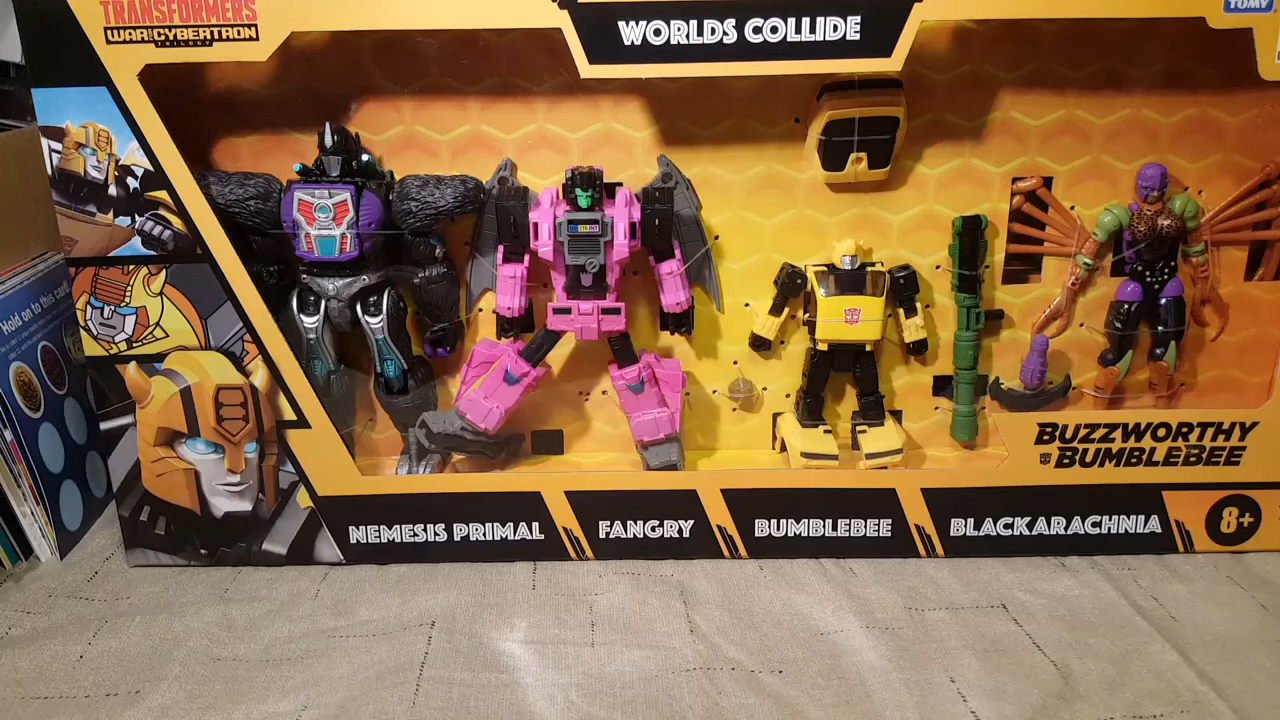 TRANSFORMERS
WAR FOR CYBERTRON
TRILOGY
WORLDS COLLIDE
TOMY
Hold on to this card!
BUZZWORTHY
BUMBLEBEE
NEMESIS PRIMAL
FANGRY
BUMBLEBEE
BLACKARACHNIA
8+